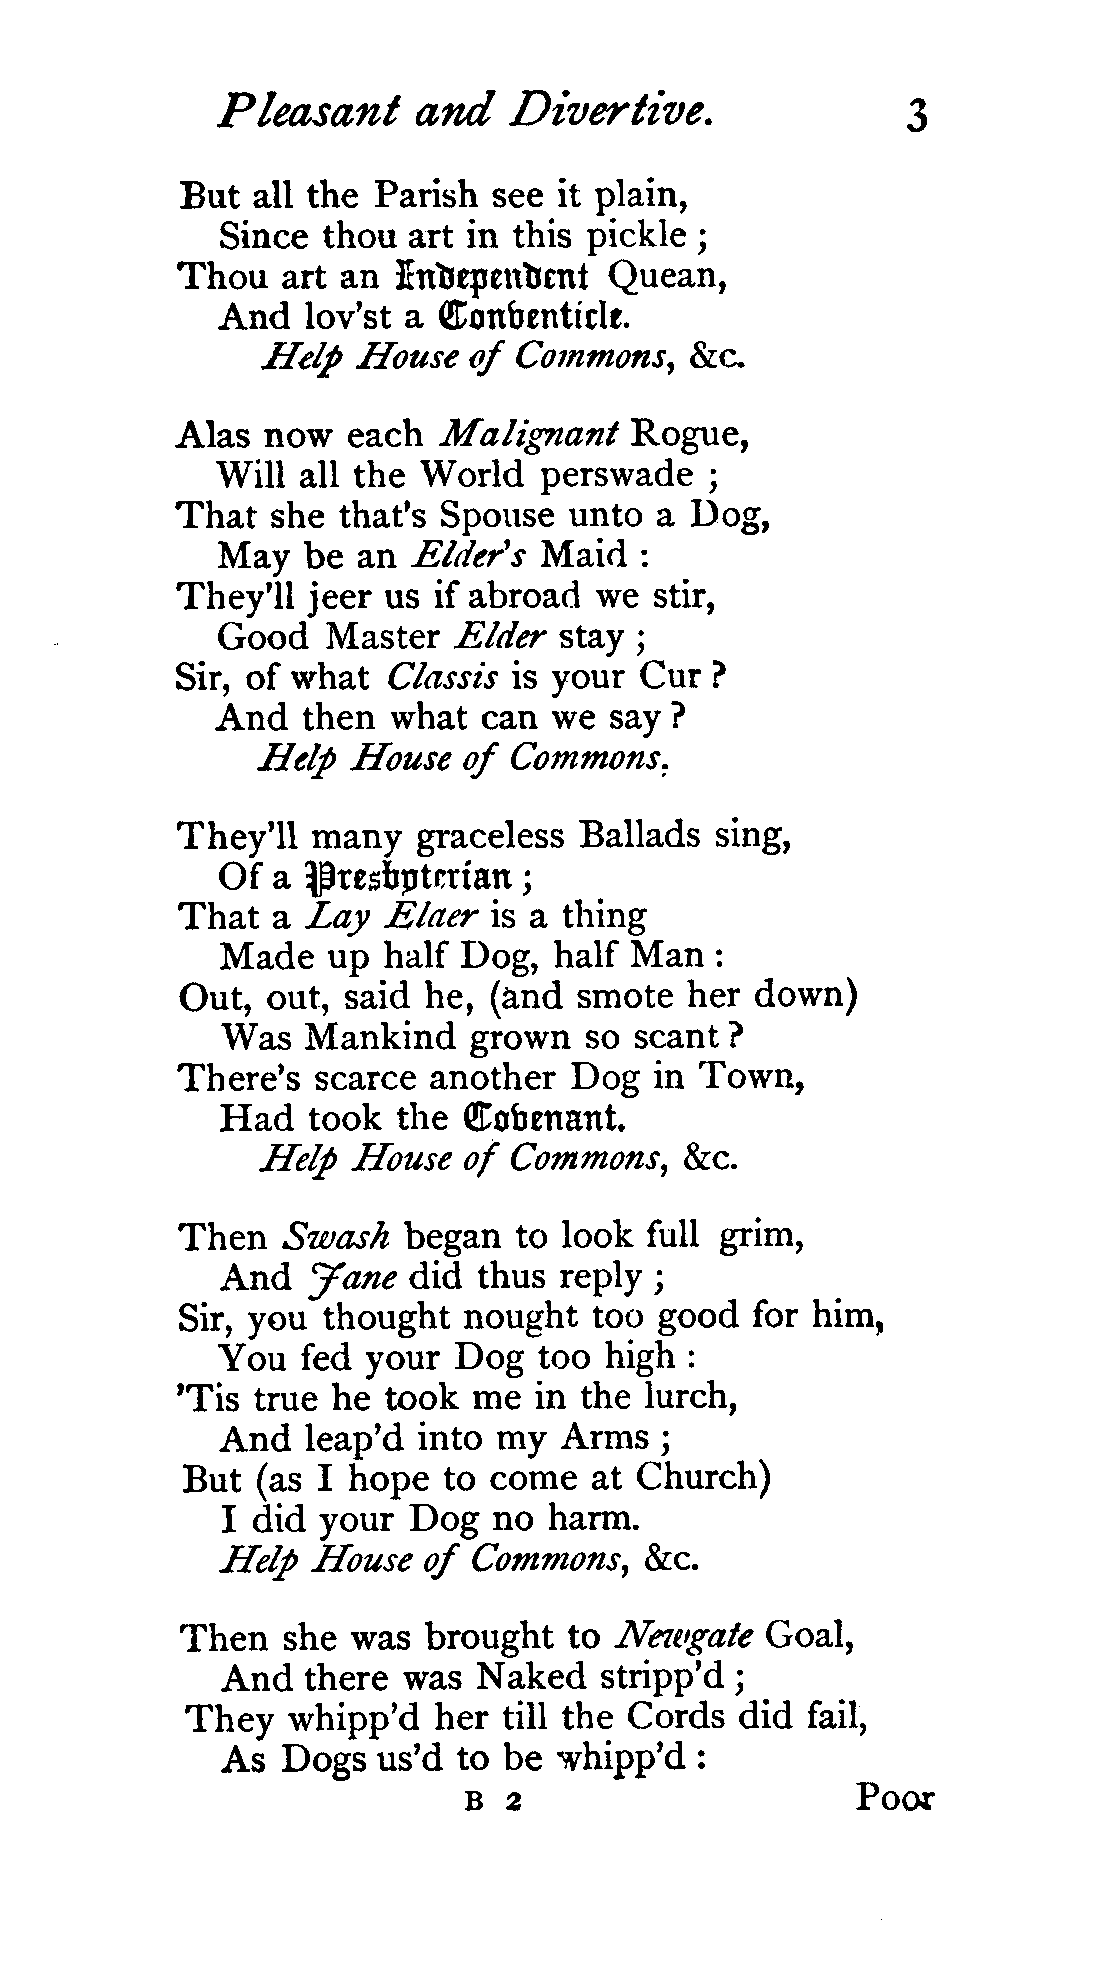 Pleasant and Divertive. 3
But all the Parish see it plain,
Since thou art in this pickle ;
Thou art an Independent Quean,
And lov'st a Conventicle.
Help House of Commons, &c.
Alas now each Malignant Rogue,
Will all the World perswade ;
That she that's Spouse unto a Dog,
May be an Elder's Maid :
They'll jeer us if abroad we stir,
Good Master Elder stay ;
Sir, of what Classis is your Cur ?
And then what can we say ?
Help House of Commons.
They'll many graceless Ballads sing,
Of a Presbyterian ;
That a Lay Elder is a thing
Made up half Dog, half Man :
Out, out, said he, (and smote her down)
Was Mankind grown so scant ?
There's scarce another Dog in Town,
Had took the Covenant.
Help House of Commons, &c.
Then Swash began to look full grim,
And Jane did thus reply ;
Sir, you thought nought too good for him,
You fed your Dog too high :
'Tis true he took me in the lurch,
And leap'd into my Arms ;
But (as I hope to come at Church)
I did your Dog no harm.
Help House of Commons, &c.
Then she was brought to Newgate Goal,
And there was Naked stripp'd ;
They whipp'd her till the Cords did fail,
As Dogs us'd to be whipp'd :
B 2 Poor